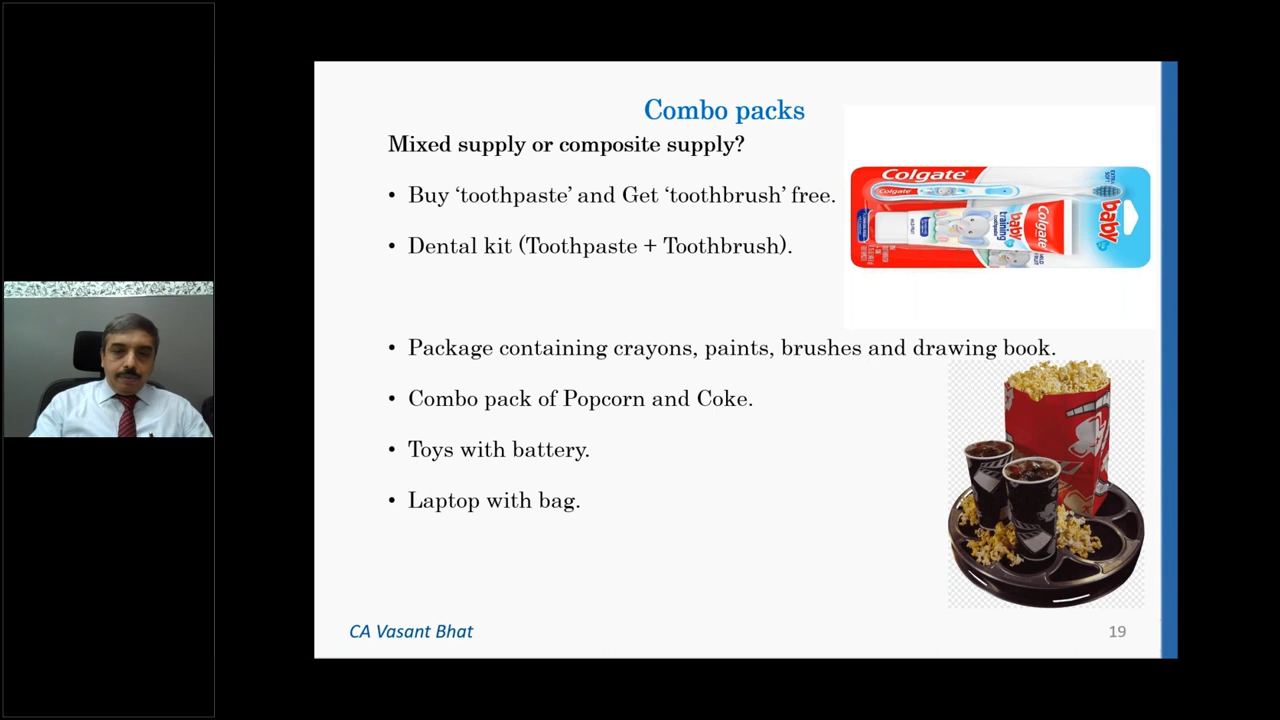 Combo packs
Mixed supply or composite supply?
• Buy ‘toothpaste’ and Get ‘toothbrush’ free.
• Dental kit (Toothpaste + Toothbrush).
Colgate
Colgate
baby
Colgate
baby
training
• Package containing crayons, paints, brushes and drawing book.
• Combo pack of Popcorn and Coke.
• Toys with battery.
• Laptop with bag.
CA Vasant Bhat
19